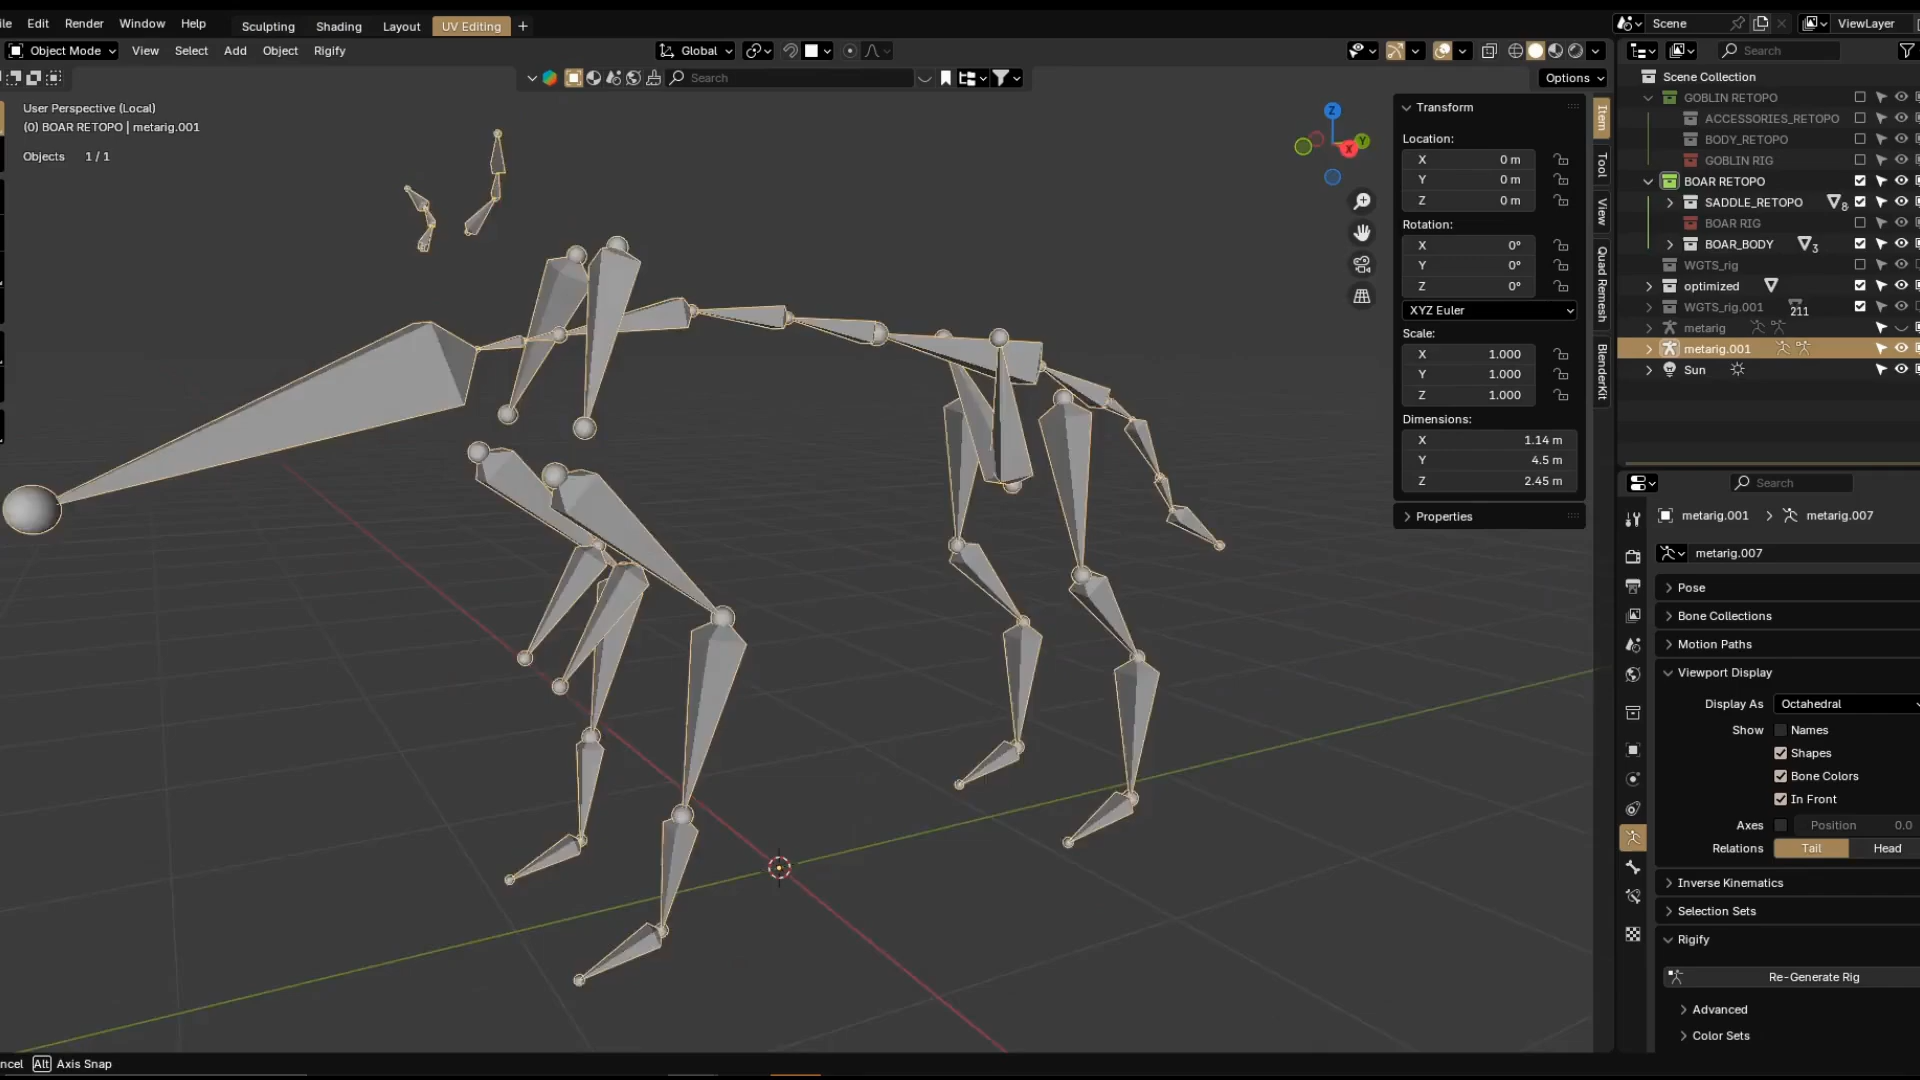 ile Edit Render Window Help Sculpting Shading Layout UV Editing + Scene ViewLayer
Object Mode View Select Add Object Rigify Global Search
Search Options
User Perspective (Local)
(0) BOAR RETOPO | metarig.001
Objects 1 / 1
Z
Y
X
Transform
Location:
X 0 m
Y 0 m
Z 0 m
Rotation:
X 0°
Y 0°
Z 0°
XYZ Euler
Scale:
X 1.000
Y 1.000
Z 1.000
Dimensions:
X 1.14 m
Y 4.5 m
Z 2.45 m
Properties
Item
Tool
View
Quad Remesh
BlenderKit
Scene Collection
GOBLIN RETOPO
ACCESSORIES_RETOPO
BODY_RETOPO
GOBLIN RIG
BOAR RETOPO
SADDLE_RETOPO 8
BOAR RIG
BOAR_BODY 3
WGTS_rig
optimized
WGTS_rig.001 211
metarig
metarig.001
Sun
Search
metarig.001 > metarig.007
metarig.007
Pose
Bone Collections
Motion Paths
Viewport Display
Display As Octahedral
Show Names
Shapes
Bone Colors
In Front
Axes Position 0.0
Relations Tail Head
Inverse Kinematics
Selection Sets
Rigify
Re-Generate Rig
Advanced
Color Sets
ncel Alt Axis Snap